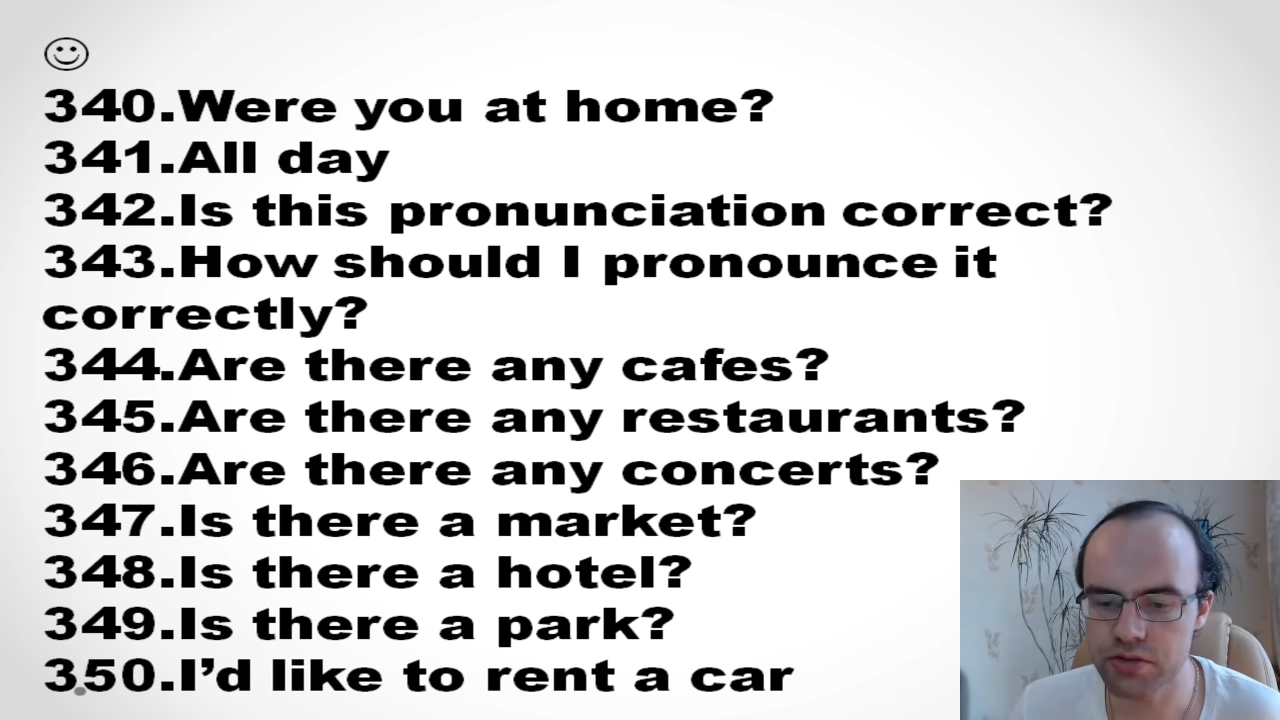 340.Were you at home?
341.All day
342.Is this pronunciation correct?
343.How should I pronounce it
correctly?
344.Are there any cafes?
345.Are there any restaurants?
346.Are there any concerts?
347.Is there a market?
348.Is there a hotel?
349.Is there a park?
350.I’d like to rent a car